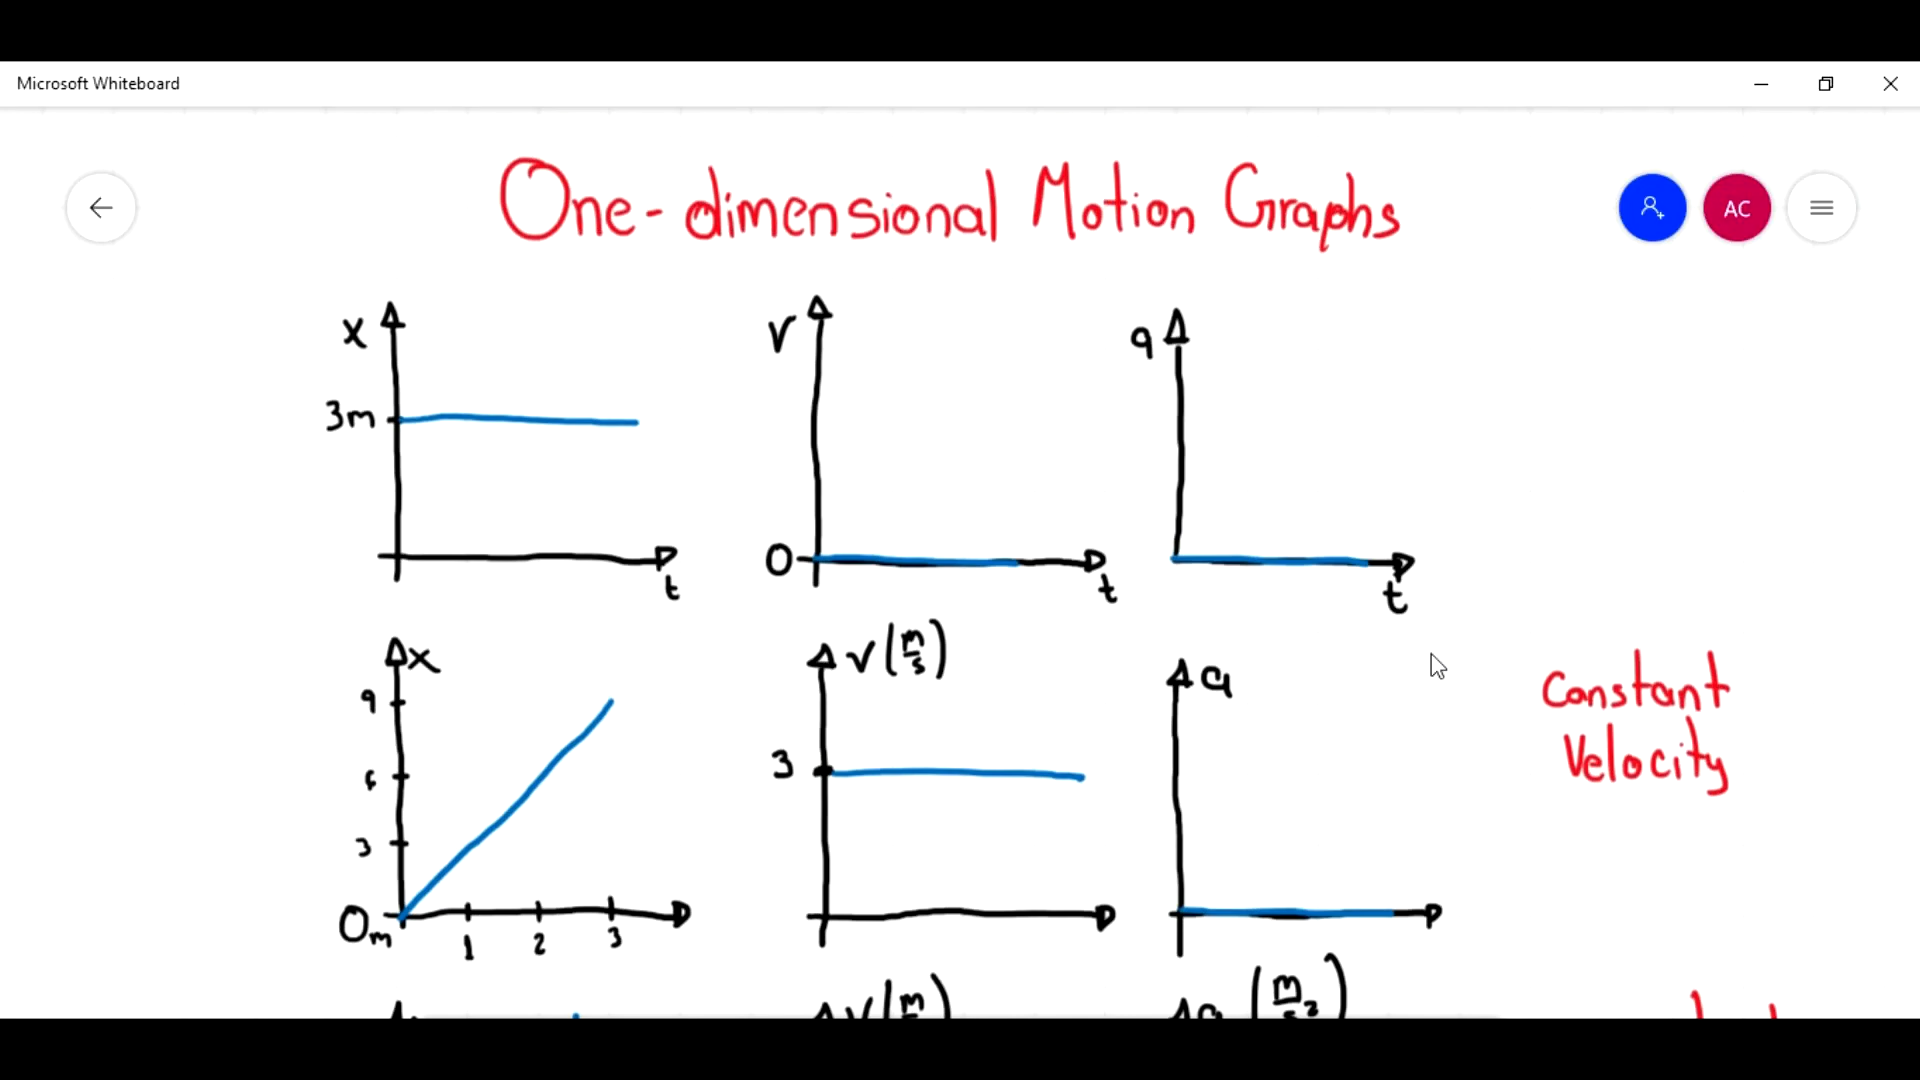 Microsoft Whiteboard
One-dimensional Motion Graphs
AC
x
3m
t
V
0
t
a
t
x
9
6
3
0m
1 2 3
V(m/s)
3
a
Constant
Velocity
V(m
a (m/s²)